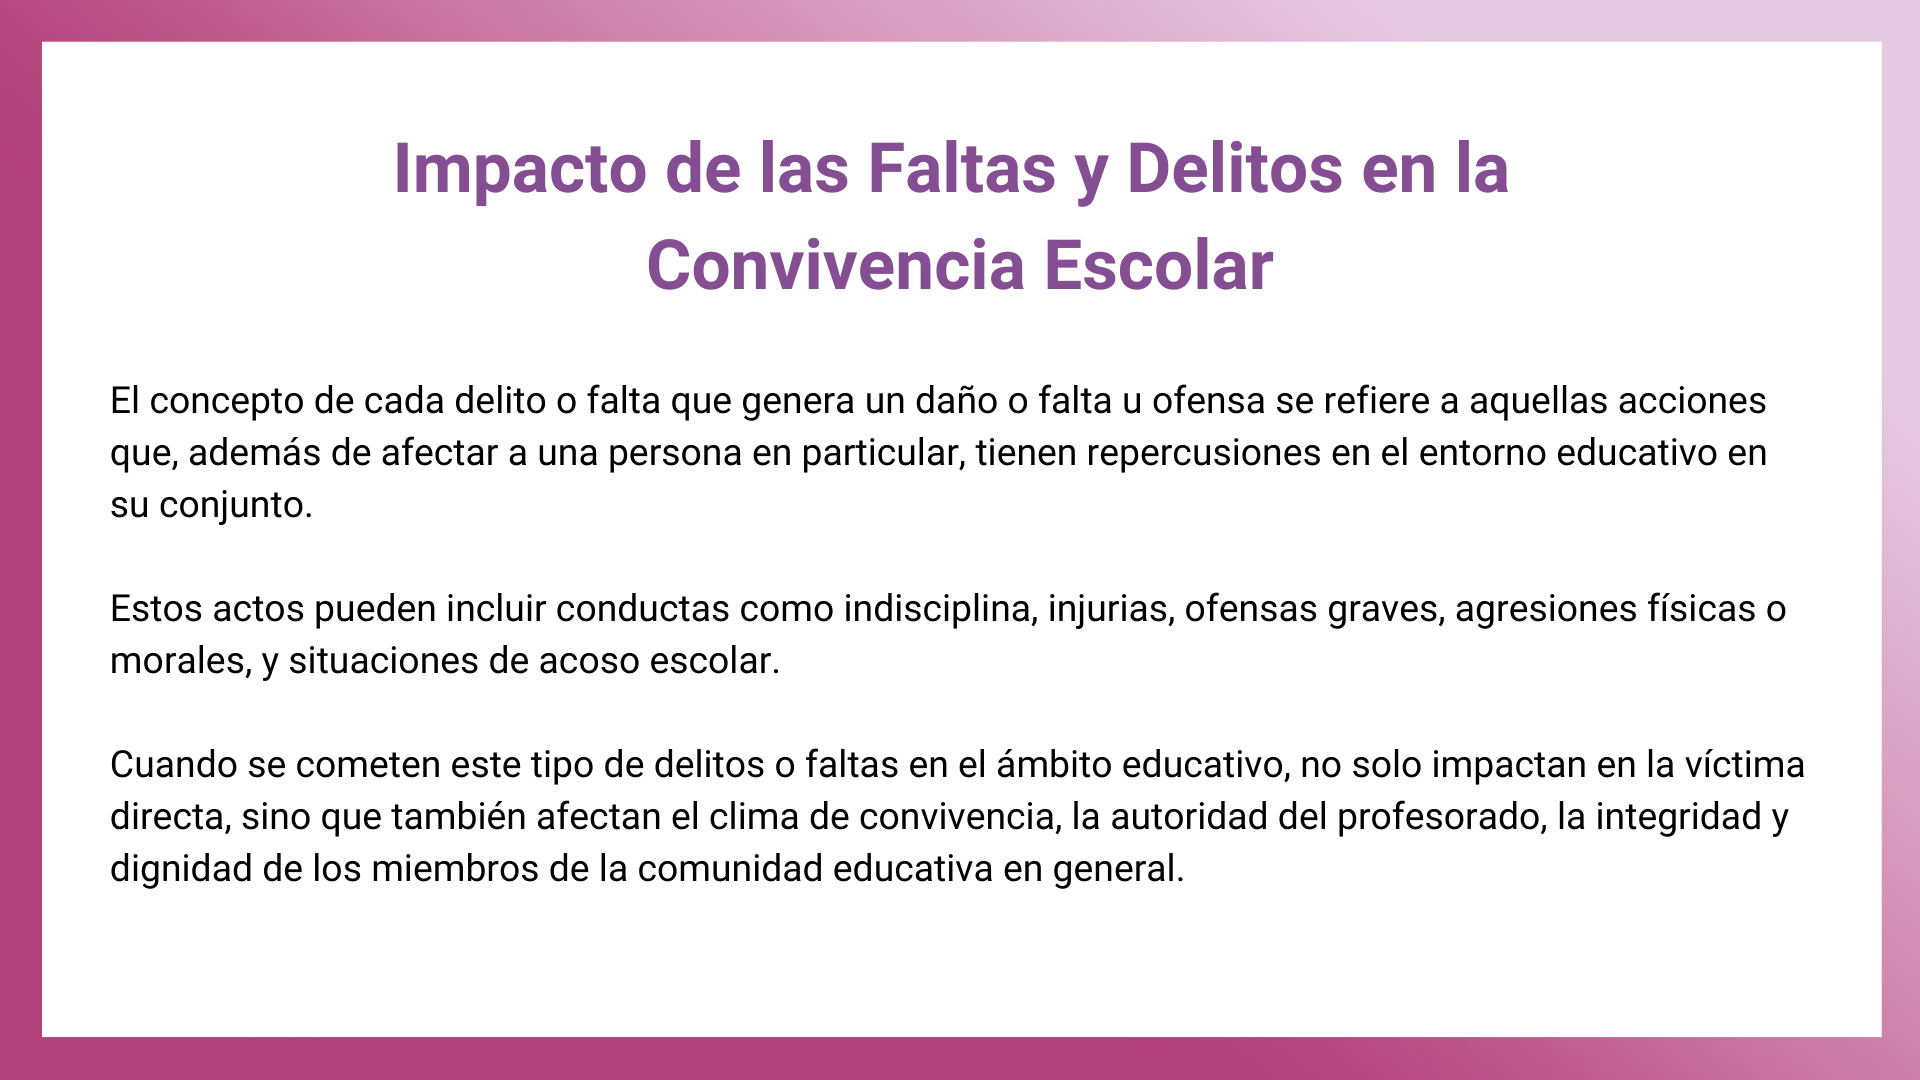 Impacto de las Faltas y Delitos en la
Convivencia Escolar
El concepto de cada delito o falta que genera un daño o falta u ofensa se refiere a aquellas acciones
que, además de afectar a una persona en particular, tienen repercusiones en el entorno educativo en
su conjunto.
Estos actos pueden incluir conductas como indisciplina, injurias, ofensas graves, agresiones físicas o
morales, y situaciones de acoso escolar.
Cuando se cometen este tipo de delitos o faltas en el ámbito educativo, no solo impactan en la víctima
directa, sino que también afectan el clima de convivencia, la autoridad del profesorado, la integridad y
dignidad de los miembros de la comunidad educativa en general.